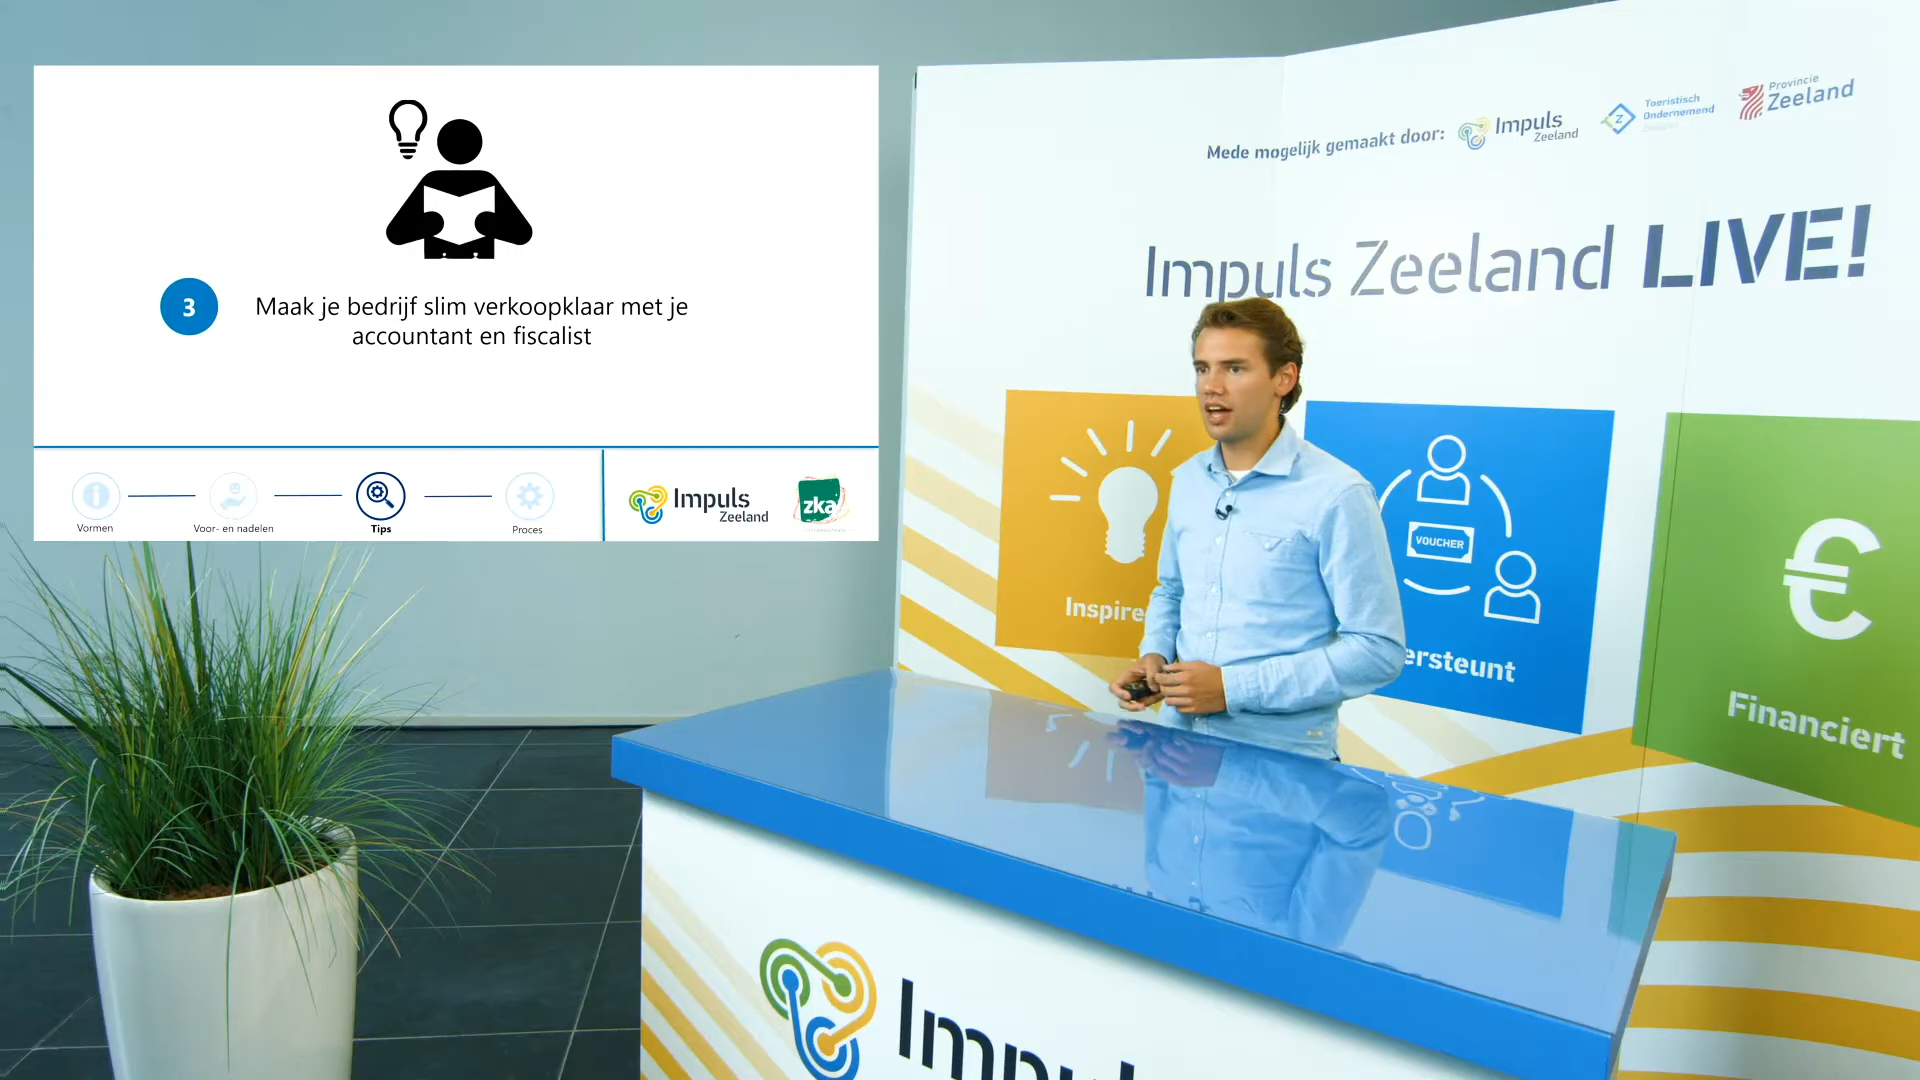 3
Maak je bedrijf slim verkoopklaar met je
accountant en fiscalist
Vormen
Voor- en nadelen
Tips
Proces
Impuls
Zeeland
zka
Mede mogelijk gemaakt door:
Impuls
Zeeland
Toeristisch
Ondernemend
Zeeland
Provincie
Zeeland
Impuls Zeeland LIVE!
Inspire
VOUCHER
ersteunt
€
Financiert
Impu